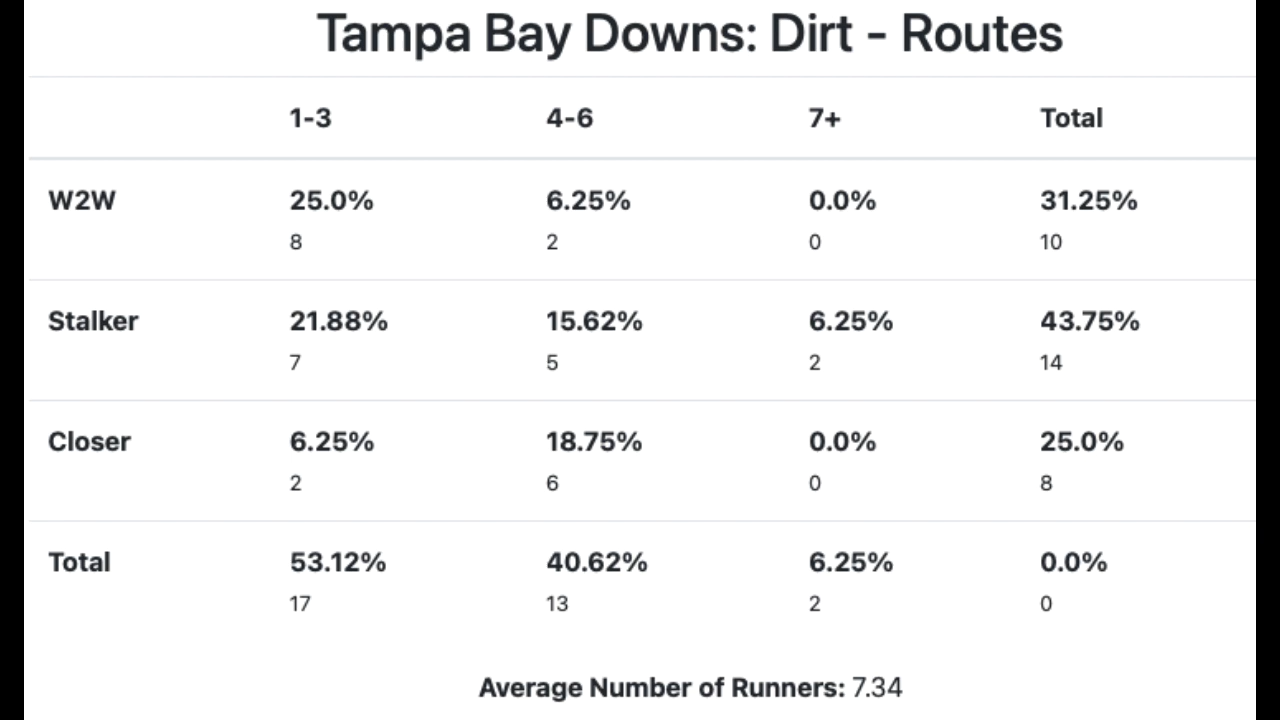 Tampa Bay Downs: Dirt - Routes
1-3 4-6 7+ Total
W2W 25.0% 6.25% 0.0% 31.25%
8 2 0 10
Stalker 21.88% 15.62% 6.25% 43.75%
7 5 2 14
Closer 6.25% 18.75% 0.0% 25.0%
2 6 0 8
Total 53.12% 40.62% 6.25% 0.0%
17 13 2 0
Average Number of Runners: 7.34